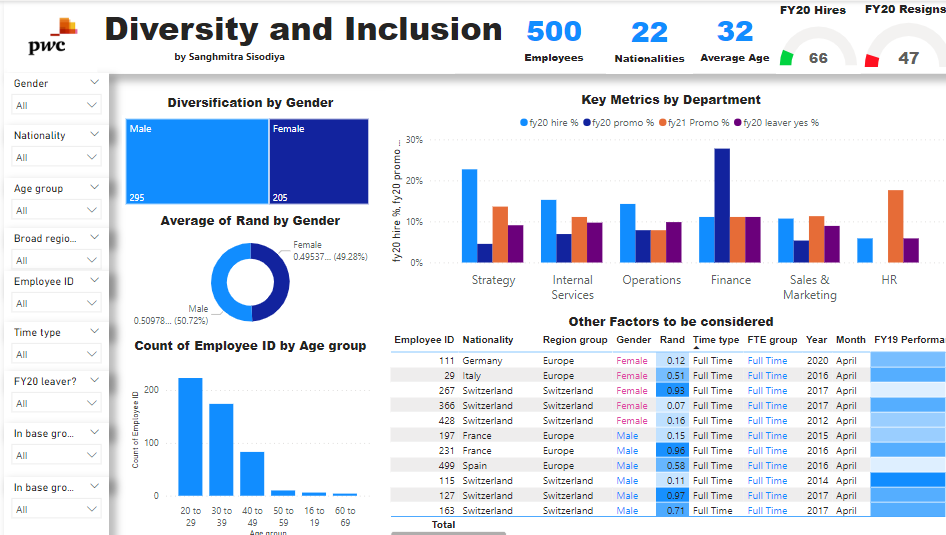 pwc
Diversity and Inclusion
by Sanghmitra Sisodiya
500
Employees
22
Nationalities
32
Average Age
FY20 Hires
66
FY20 Resigns
47
Gender
All
Nationality
All
Age group
All
Broad regio...
All
Employee ID
All
Time type
All
FY20 leaver?
All
In base gro...
All
In base gro...
All
Diversification by Gender
Male
Female
295
205
Average of Rand by Gender
Female
0.49537... (49.28%)
Male
0.50978... (50.72%)
Count of Employee ID by Age group
Count of Employee ID
200
100
0
20 to 29
30 to 39
40 to 49
50 to 59
16 to 19
60 to 69
Age group
Key Metrics by Department
fy20 hire % fy20 promo % fy21 Promo % fy20 leaver yes %
fy20 hire %, fy20 promo ...
30%
20%
10%
0%
Strategy
Internal Services
Operations
Finance
Sales & Marketing
HR
Other Factors to be considered
Employee ID Nationality Region group Gender Rand Time type FTE group Year Month FY19 Performa
111 Germany Europe Female 0.12 Full Time Full Time 2020 April
29 Italy Europe Female 0.51 Full Time Full Time 2016 April
267 Switzerland Switzerland Female 0.93 Full Time Full Time 2017 April
366 Switzerland Switzerland Female 0.07 Full Time Full Time 2017 April
428 Switzerland Switzerland Female 0.16 Full Time Full Time 2012 April
197 France Europe Male 0.15 Full Time Full Time 2015 April
231 France Europe Male 0.96 Full Time Full Time 2016 April
499 Spain Europe Male 0.58 Full Time Full Time 2016 April
115 Switzerland Switzerland Male 0.11 Full Time Full Time 2014 April
127 Switzerland Switzerland Male 0.97 Full Time Full Time 2017 April
163 Switzerland Switzerland Male 0.71 Full Time Full Time 2017 April
Total